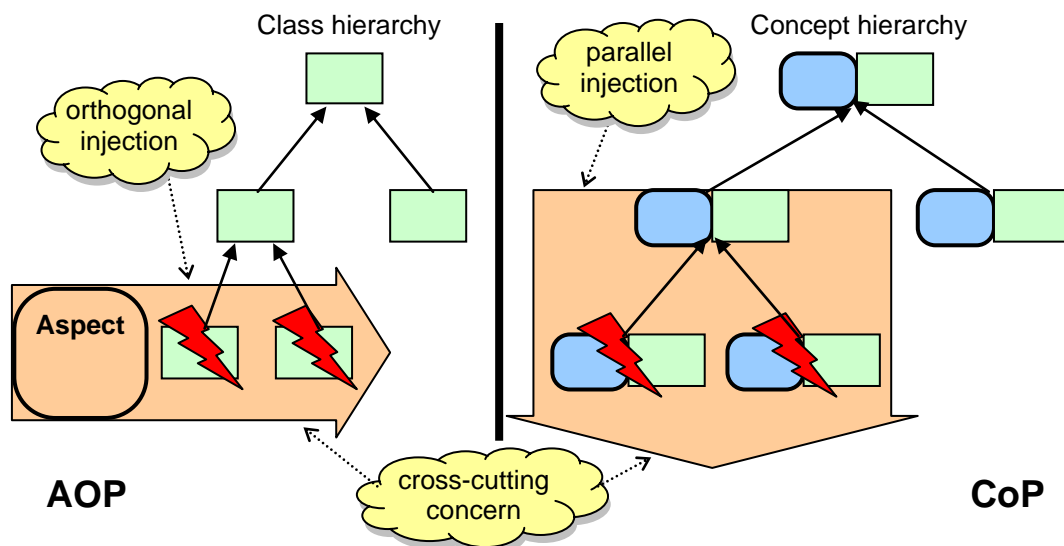 Class hierarchy
orthogonal
injection
Aspect
AOP
parallel
injection
Concept hierarchy
cross-cutting
concern
CoP